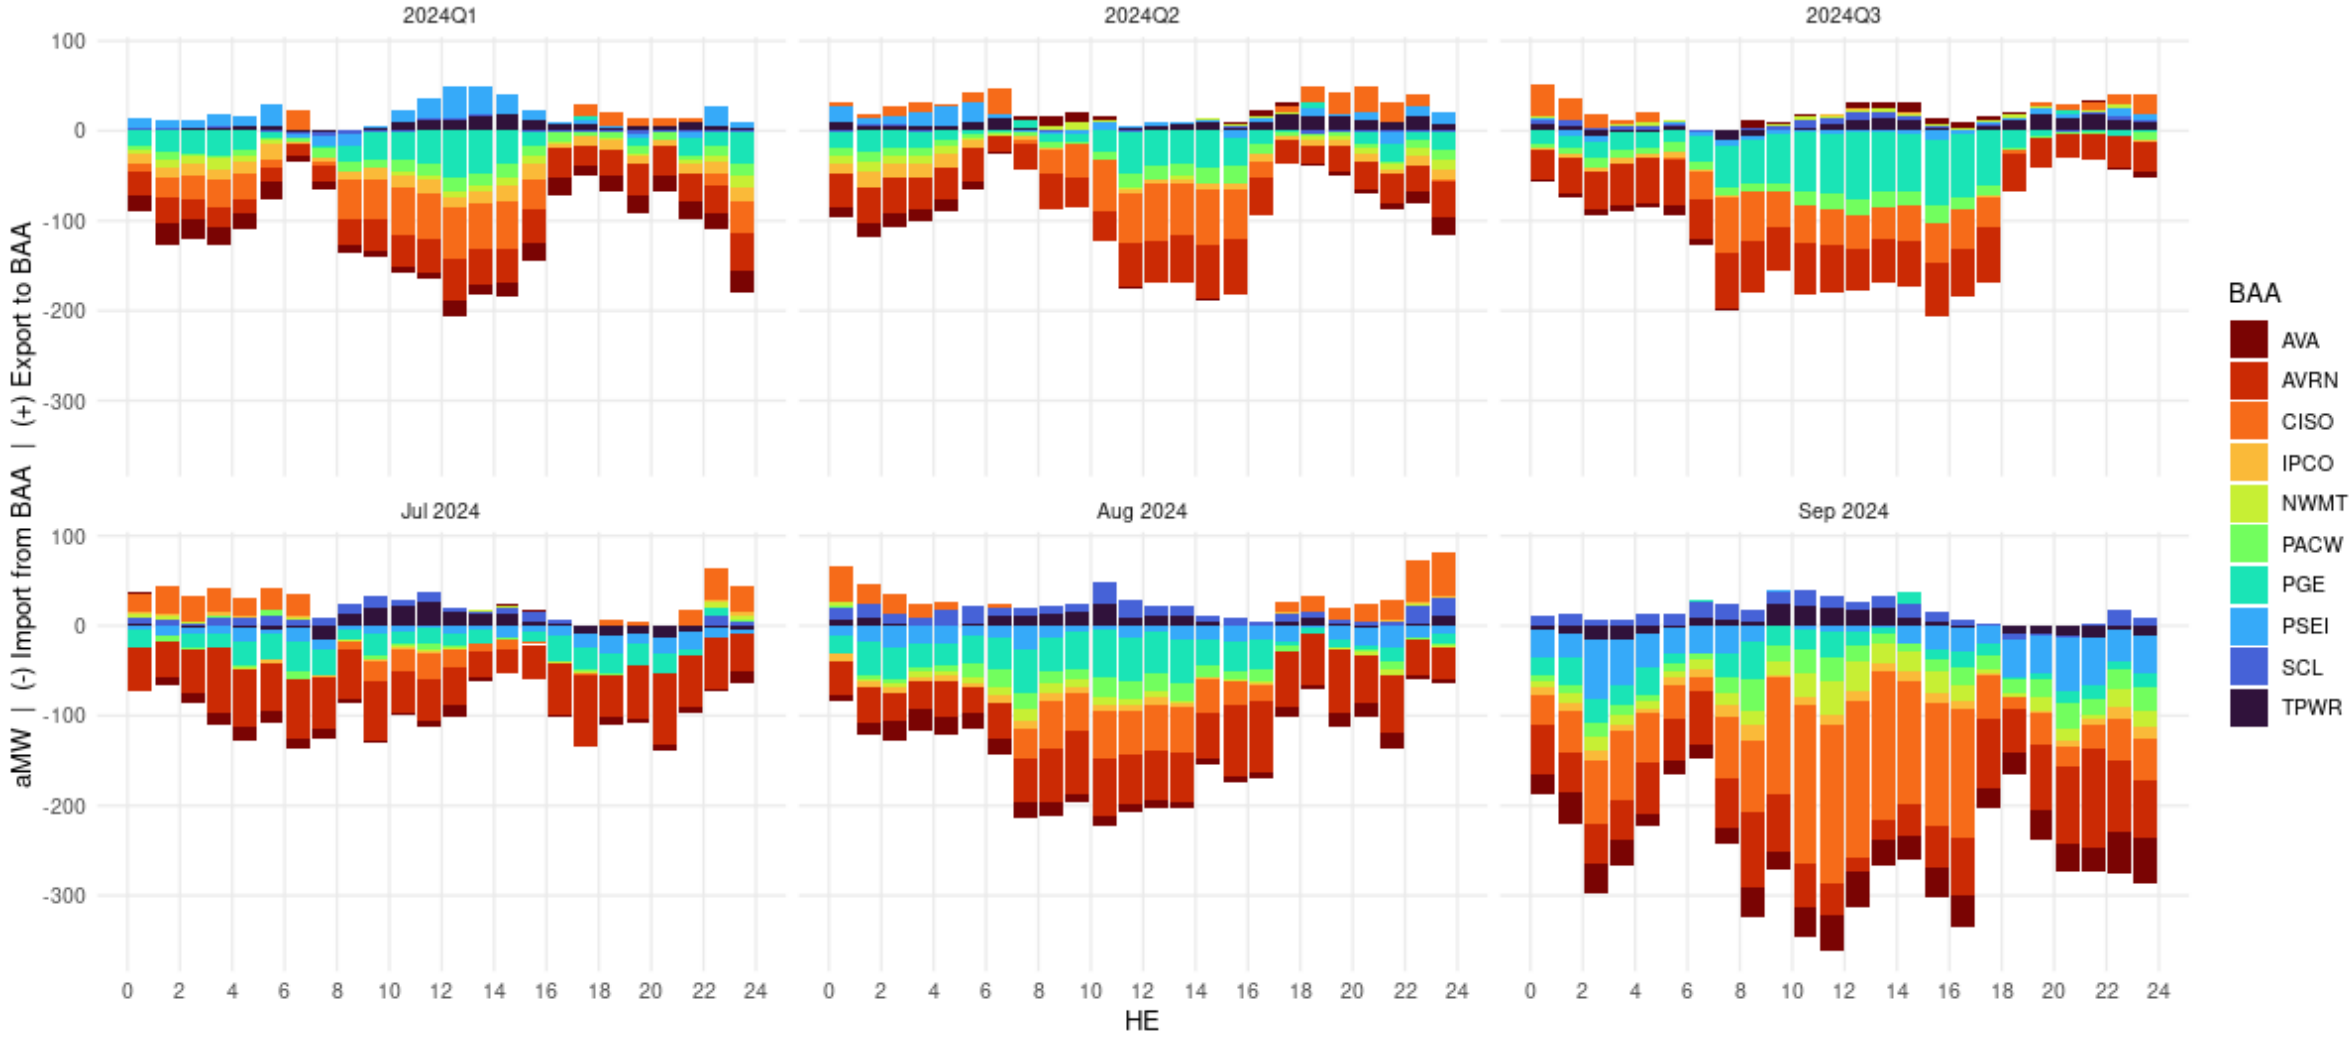 2024Q1
2024Q2
2024Q3
100
0
-100
-200
-300
Jul 2024
Aug 2024
Sep 2024
100
0
-100
-200
-300
0 2 4 6 8 10 12 14 16 18 20 22 24
0 2 4 6 8 10 12 14 16 18 20 22 24
0 2 4 6 8 10 12 14 16 18 20 22 24
HE
aMW | (-) Import from BAA | (+) Export to BAA
BAA
AVA
AVRN
CISO
IPCO
NWMT
PACW
PGE
PSEI
SCL
TPWR